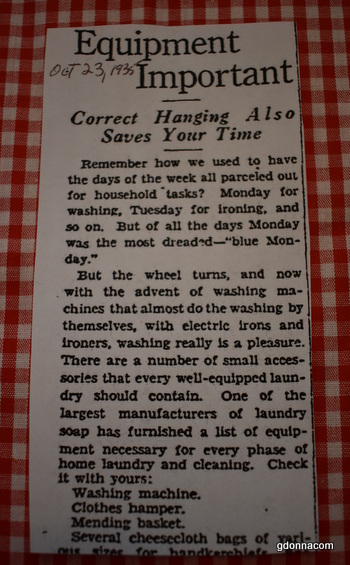 Equipment
Oct 23, 1935
Important
Correct Hanging Also
Saves Your Time
Remember how we used to have
the days of the week all parceled out
for household tasks? Monday for
washing, Tuesday for ironing, and
so on. But of all the days Monday
was the most dreaded—"blue Mon-
day."
But the wheel turns, and now
with the advent of washing ma-
chines that almost do the washing by
themselves, with electric irons and
ironers, washing really is a pleasure.
There are a number of small acces-
sories that every well-equipped laun-
dry should contain. One of the
largest manufacturers of laundry
soap has furnished a list of equip-
ment necessary for every phase of
home laundry and cleaning. Check
it with yours:
Washing machine.
Clothes hamper.
Mending basket.
Several cheesecloth bags of vari-
ous sizes for handkerchiefs,
gdonnacom